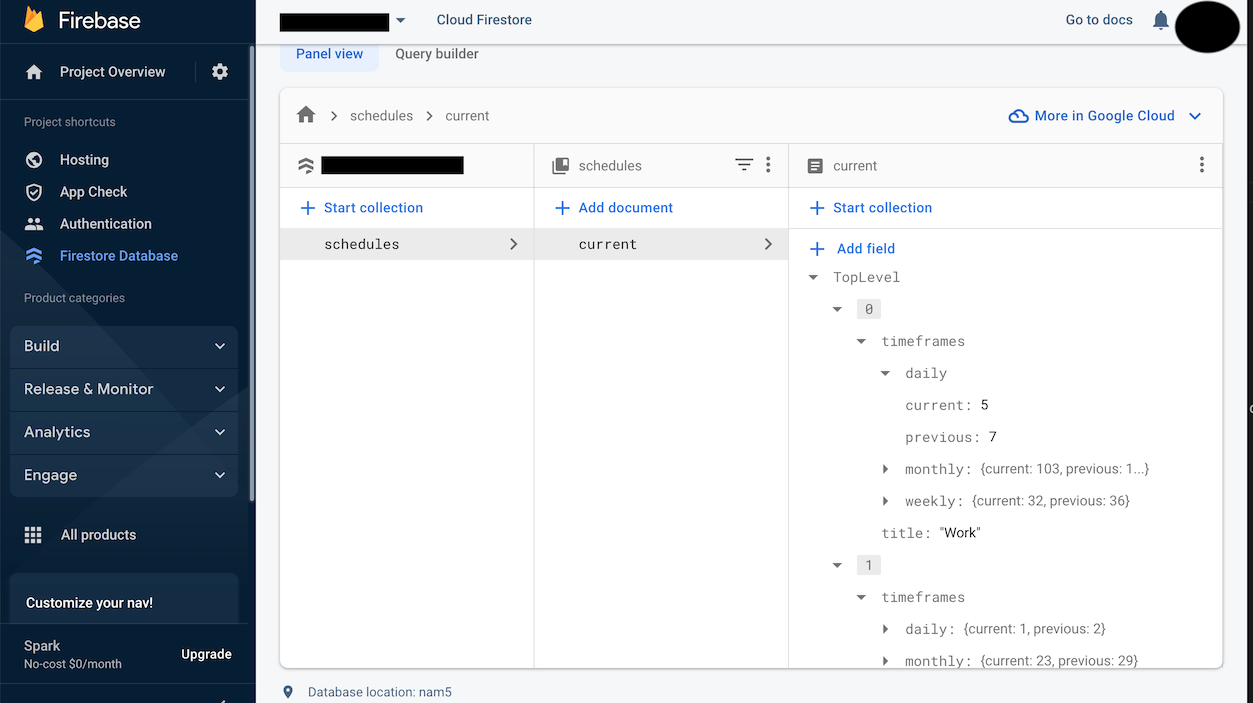 Firebase
Project Overview
Project shortcuts
Hosting
App Check
Authentication
Firestore Database
Product categories
Build
Release & Monitor
Analytics
Engage
All products
Customize your nav!
Spark
No-cost $0/month
Upgrade
Cloud Firestore
Go to docs
Panel view
Query builder
schedules
current
More in Google Cloud
schedules
current
Start collection
Add document
Start collection
schedules
current
Add field
TopLevel
0
timeframes
daily
current: 5
previous: 7
monthly: {current: 103, previous: 1...}
weekly: {current: 32, previous: 36}
title: "Work"
1
timeframes
daily: {current: 1, previous: 2}
monthly: {current: 23, previous: 29}
Database location: nam5